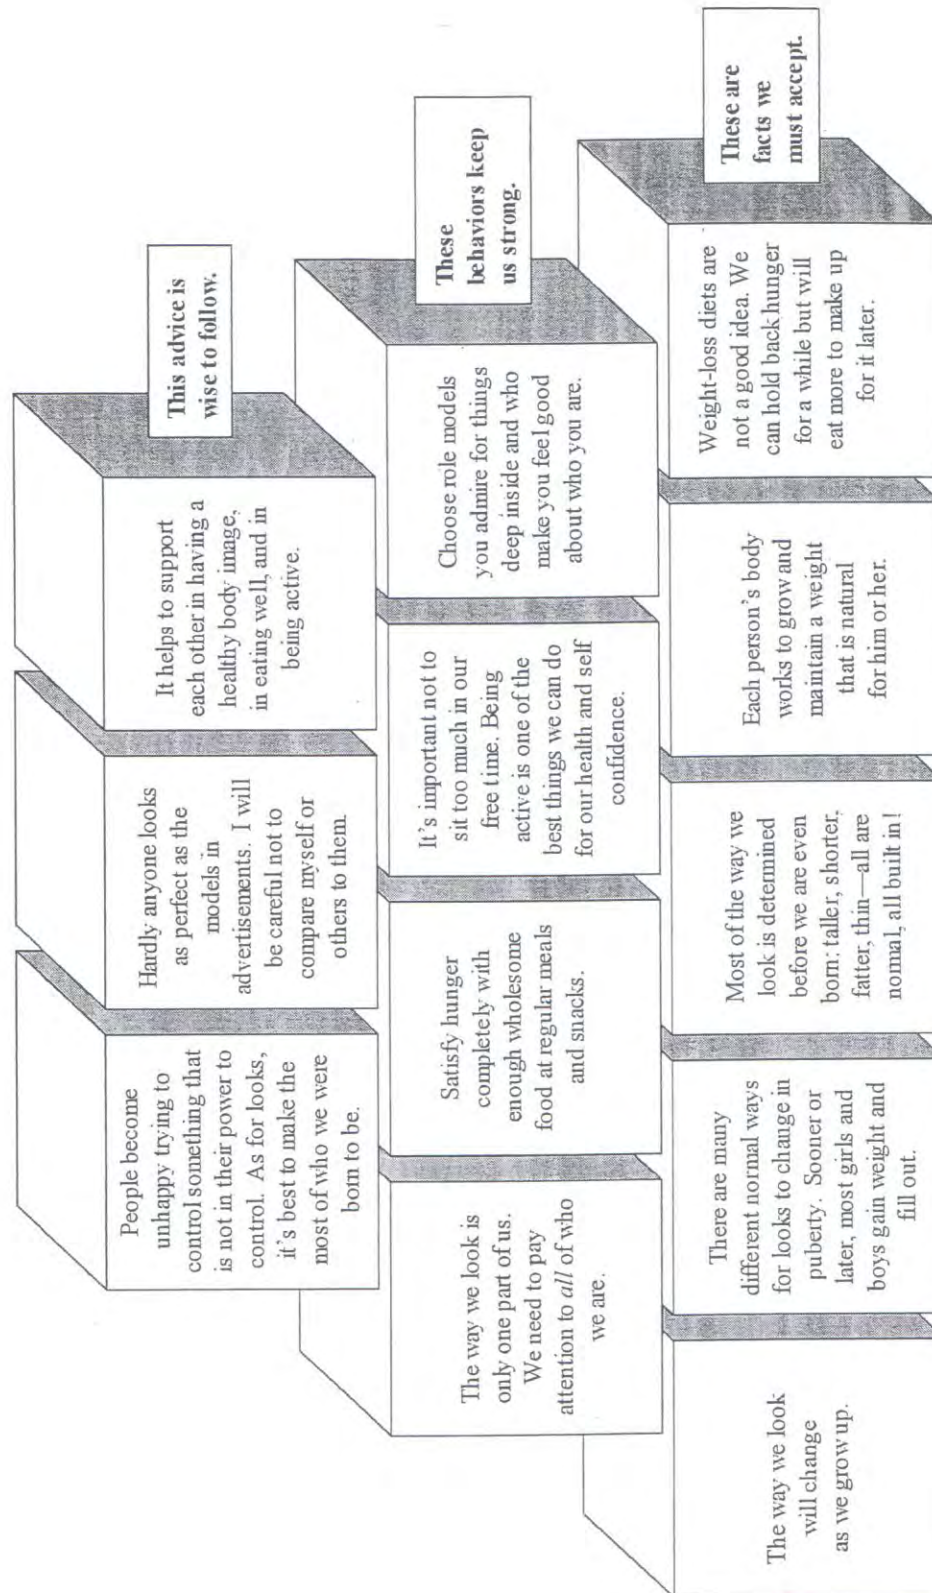 People become
unhappy trying to
control something that
is not in their power to
control. As for looks,
it's best to make the
most of who we were
born to be.
Hardly anyone looks
as perfect as the
models in
advertisements. I will
be careful not to
compare myself or
others to them.
It helps to support
each other in having a
healthy body image,
in eating well, and in
being active.
This advice is
wise to follow.
The way we look is
only one part of us.
We need to pay
attention to all of who
we are.
Satisfy hunger
completely with
enough wholesome
food at regular meals
and snacks.
It's important not to
sit too much in our
free time. Being
active is one of the
best things we can do
for our health and self
confidence.
Choose role models
you admire for things
deep inside and who
make you feel good
about who you are.
These
behaviors keep
us strong.
The way we look
will change
as we grow up.
There are many
different normal ways
for looks to change in
puberty. Sooner or
later, most girls and
boys gain weight and
fill out.
Most of the way we
look is determined
before we are even
born; taller, shorter,
fatter, thin—all are
normal, all built in!
Each person's body
works to grow and
maintain a weight
that is natural
for him or her.
Weight-loss diets are
not a good idea. We
can hold back hunger
for a while but will
eat more to make up
for it later.
These are
facts we
must accept.